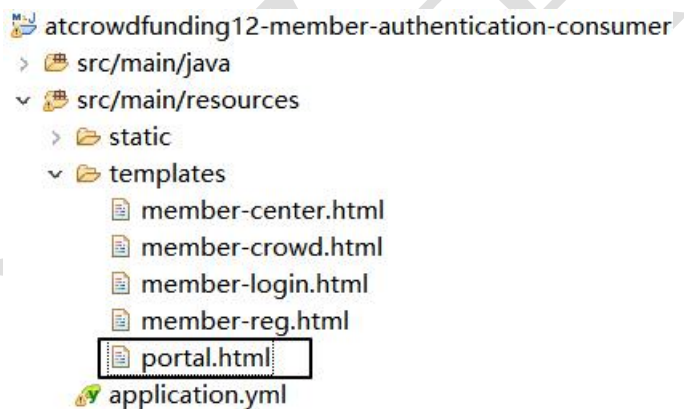 atcrowdfunding12-member-authentication-consumer
src/main/java
src/main/resources
static
templates
member-center.html
member-crowd.html
member-login.html
member-reg.html
portal.html
application.yml